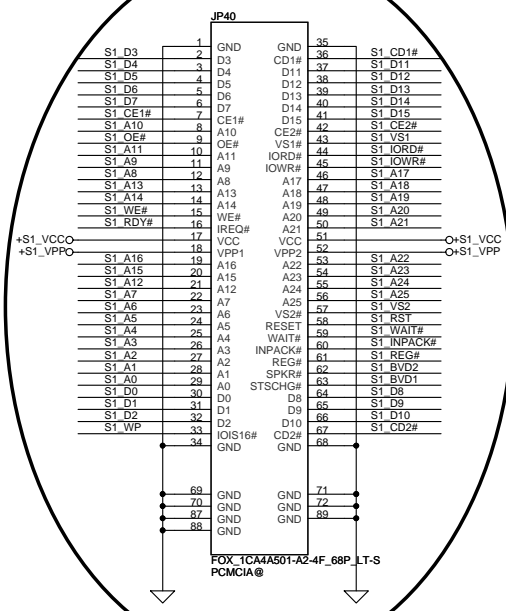 JP40
1 GND GND 35
S1_D3 2 D3 CD1# 36 S1_CD1#
S1_D4 3 D4 D11 37 S1_D11
S1_D5 4 D5 D12 38 S1_D12
S1_D6 5 D6 D13 39 S1_D13
S1_D7 6 D7 D14 40 S1_D14
S1_CE1# 7 CE1# D15 41 S1_D15
S1_A10 8 A10 CE2# 42 S1_CE2#
S1_OE# 9 OE# VS1# 43 S1_VS1
S1_A11 10 A11 IORD# 44 S1_IORD#
S1_A9 11 A9 IOWR# 45 S1_IOWR#
S1_A8 12 A8 A17 46 S1_A17
S1_A13 13 A13 A18 47 S1_A18
S1_A14 14 A14 A19 48 S1_A19
S1_WE# 15 WE# A20 49 S1_A20
S1_RDY# 16 IREQ# A21 50 S1_A21
+S1_VCC 17 VCC VCC 51 +S1_VCC
+S1_VPP 18 VPP1 VPP2 52 +S1_VPP
S1_A16 19 A16 A22 53 S1_A22
S1_A15 20 A15 A23 54 S1_A23
S1_A12 21 A12 A24 55 S1_A24
S1_A7 22 A7 A25 56 S1_A25
S1_A6 23 A6 VS2# 57 S1_VS2
S1_A5 24 A5 RESET 58 S1_RST
S1_A4 25 A4 WAIT# 59 S1_WAIT#
S1_A3 26 A3 INPACK# 60 S1_INPACK#
S1_A2 27 A2 REG# 61 S1_REG#
S1_A1 28 A1 SPKR# 62 S1_BVD2
S1_A0 29 A0 STSCHG# 63 S1_BVD1
S1_D0 30 D0 D8 64 S1_D8
S1_D1 31 D1 D9 65 S1_D9
S1_D2 32 D2 D10 66 S1_D10
S1_WP 33 IOIS16# CD2# 67 S1_CD2#
34 GND GND 68
69 GND GND 71
70 GND GND 72
87 GND GND 89
88 GND
FOX_1CA4A501-A2-4F_68P_LT-S
PCMCIA@